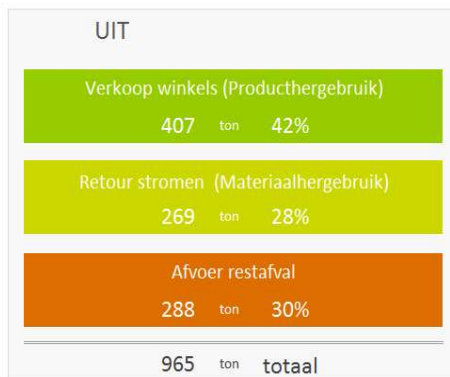 UIT
Verkoop winkels (Producthergebruik)
407 ton 42%
Retour stromen (Materiaalhergebruik)
269 ton 28%
Afvoer restafval
288 ton 30%
965 ton totaal